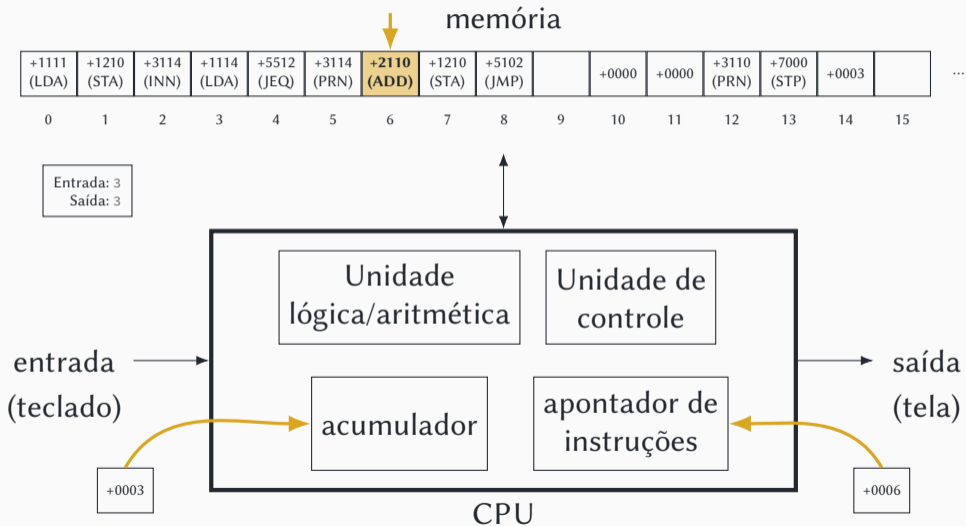 memória
+1111 +1210 +3114 +1114 +5512 +3114 +2110 +1210 +5102 +0000 +0000 +3110 +7000 +0003 ...
(LDA) (STA) (INN) (LDA) (JEQ) (PRN) (ADD) (STA) (JMP) (PRN) (STP)
0 1 2 3 4 5 6 7 8 9 10 11 12 13 14 15
Entrada: 3
Saída: 3
Unidade
lógica/aritmética
Unidade de
controle
entrada
(teclado)
saída
(tela)
acumulador
apontador de
instruções
+0003
+0006
CPU